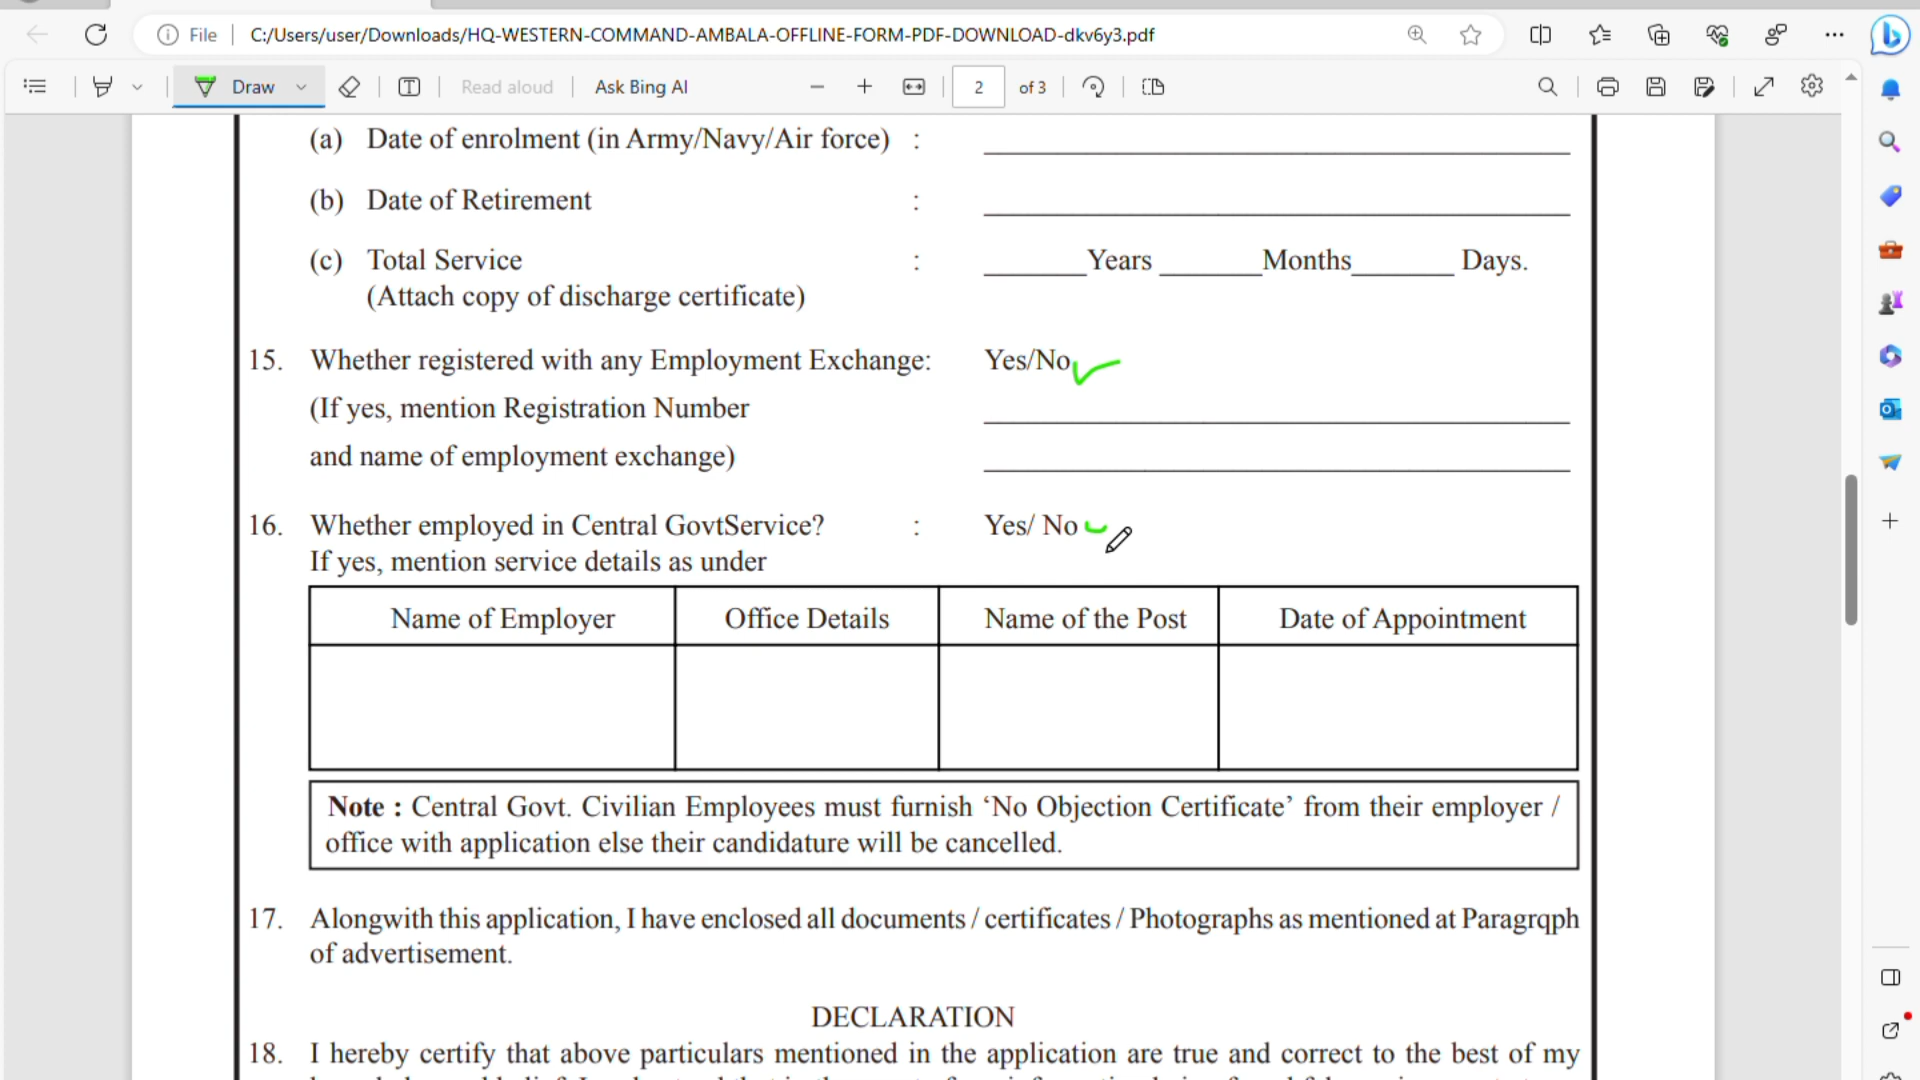 File
C:/Users/user/Downloads/HQ-WESTERN-COMMAND-AMBALA-OFFLINE-FORM-PDF-DOWNLOAD-dkv6y3.pdf
Draw
Read aloud
Ask Bing AI
2
of 3
(a) Date of enrolment (in Army/Navy/Air force) :
(b) Date of Retirement :
(c) Total Service : _______Years _______Months_______ Days.
(Attach copy of discharge certificate)
15. Whether registered with any Employment Exchange: Yes/No
(If yes, mention Registration Number
and name of employment exchange)
16. Whether employed in Central GovtService? : Yes/ No
If yes, mention service details as under
Name of Employer Office Details Name of the Post Date of Appointment
Note : Central Govt. Civilian Employees must furnish ‘No Objection Certificate’ from their employer /
office with application else their candidature will be cancelled.
17. Alongwith this application, I have enclosed all documents / certificates / Photographs as mentioned at Paragrqph
of advertisement.
DECLARATION
18. I hereby certify that above particulars mentioned in the application are true and correct to the best of my